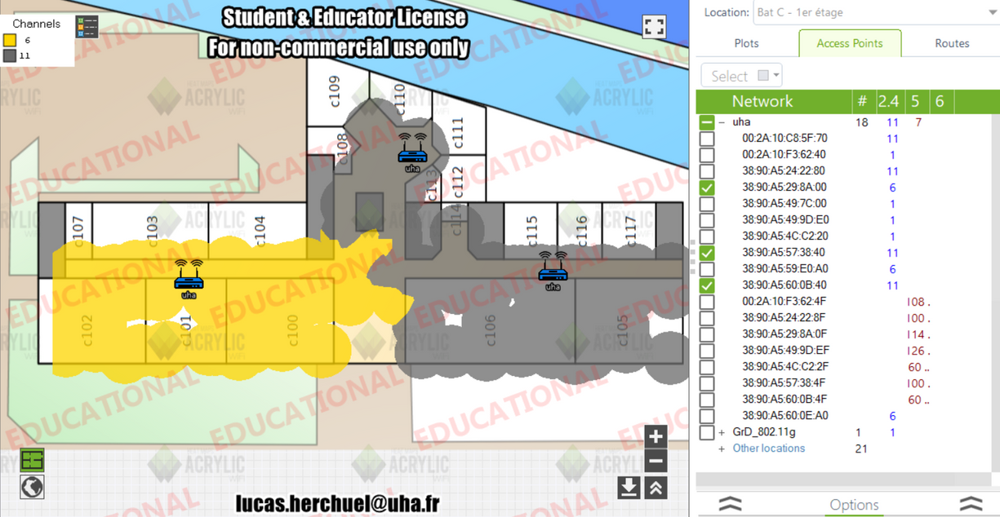 Channels
6
11
Student & Educator License
For non-commercial use only
c109
c110
c111
c108
uha
c113
c112
c114
c107
c103
c104
c115
c116
c117
uha
uha
c102
c101
c100
c106
c105
EDUCATIONAL
ACRYLIC
WiFi
lucas.herchuel@uha.fr
Location: Bat C - 1er étage
Plots Access Points Routes
Select
Network # 2.4 5 6
uha 18 11 7
00:2A:10:C8:5F:70 11
00:2A:10:F3:62:40 1
38:90:A5:24:22:80 11
38:90:A5:29:8A:00 6
38:90:A5:49:7C:00 1
38:90:A5:49:9D:E0 1
38:90:A5:4C:C2:20 1
38:90:A5:57:38:40 11
38:90:A5:59:E0:A0 6
38:90:A5:60:0B:40 11
00:2A:10:F3:62:4F 108 .
38:90:A5:24:22:8F 100 .
38:90:A5:29:8A:0F 114 .
38:90:A5:49:9D:EF 126 .
38:90:A5:4C:C2:2F 60 ..
38:90:A5:57:38:4F 100 .
38:90:A5:60:0B:4F 60 ..
38:90:A5:60:0E:A0 6
+ GrD_802.11g 1 1
+ Other locations 21
Options